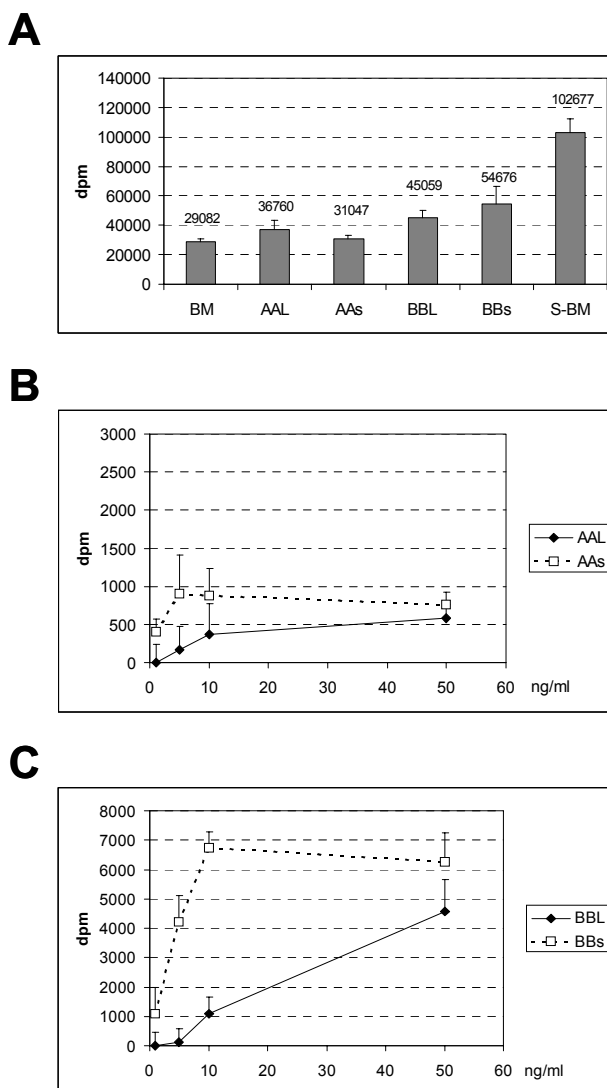 A
140000
120000
100000
80000
60000
40000
20000
0
dpm
29082
36760
31047
45059
54676
102677
BM AAL AAs BBL BBs S-BM
B
3000
2500
2000
1500
1000
500
0
dpm
0 10 20 30 40 50 60 ng/ml
AAL
AAs
C
8000
7000
6000
5000
4000
3000
2000
1000
0
dpm
0 10 20 30 40 50 60 ng/ml
BBL
BBs